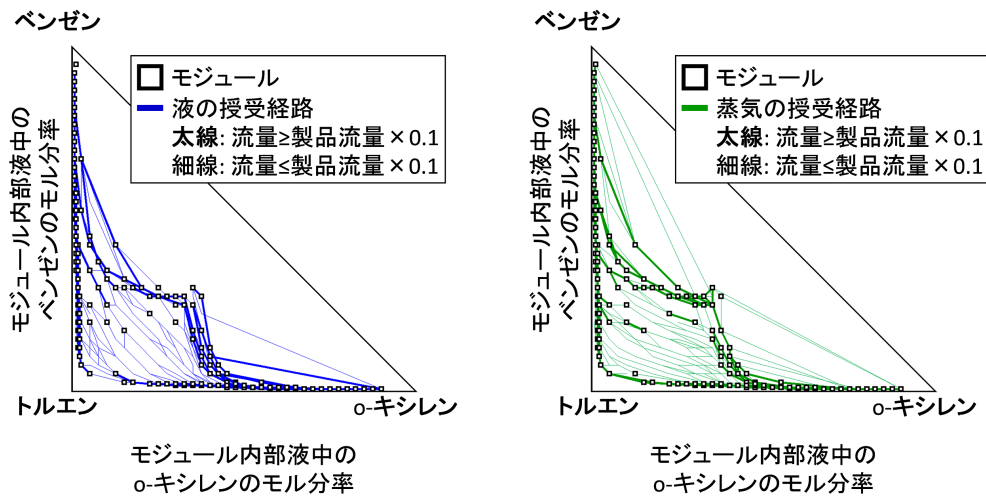 ベンゼン
モジュール
液の授受経路
太線: 流量≥製品流量×0.1
細線: 流量≤製品流量×0.1
モジュール内部液中の
ベンゼンのモル分率
トルエン
o-キシレン
モジュール内部液中の
o-キシレンのモル分率
ベンゼン
モジュール
蒸気の授受経路
太線: 流量≥製品流量×0.1
細線: 流量≤製品流量×0.1
モジュール内部液中の
ベンゼンのモル分率
トルエン
o-キシレン
モジュール内部液中の
o-キシレンのモル分率